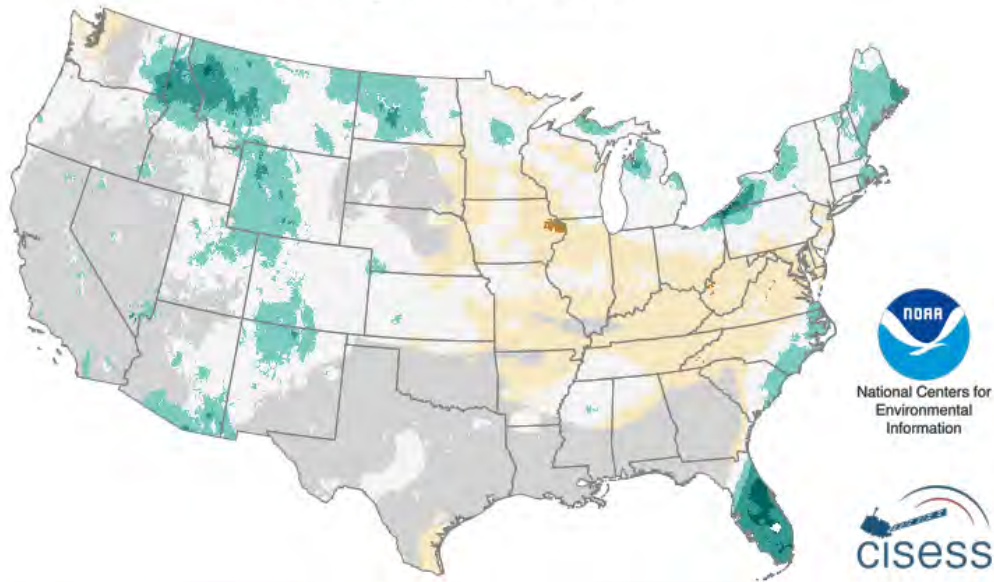 NOAA
National Centers for
Environmental
Information
cisess